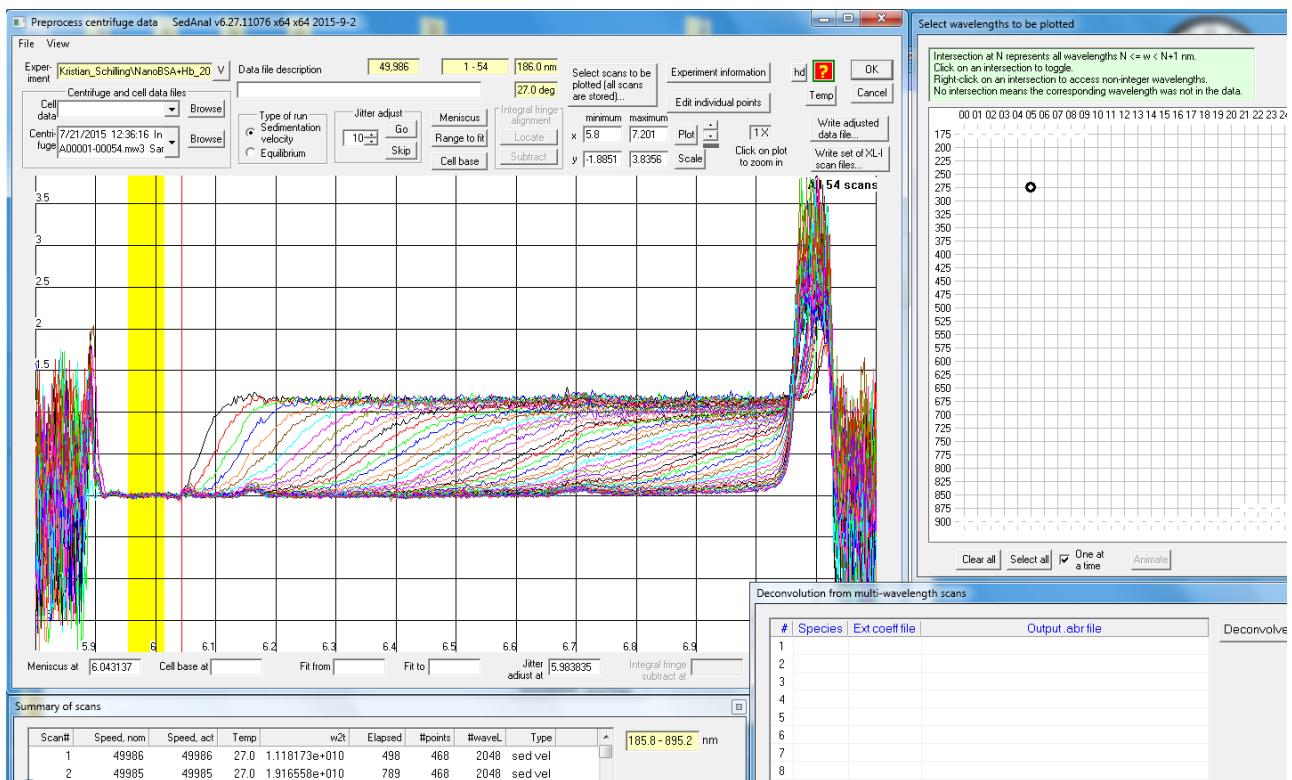 Preprocess centrifuge data SedAnal v6.27.11076 x64 x64 2015-9-2
File View
Exper-
iment
Kristian_Schilling\NanoBSA+Hb_20
V
Data file description
49,986
1 - 54
186.0 nm
27.0 deg
Centrifuge and cell data files
Cell
data
Browse
Centri-
fuge
7/21/2015 12:36:16 In
A00001-00054.mw3 Sar
Browse
Type of run
Sedimentation
velocity
Equilibrium
Jitter adjust
10
Go
Skip
Meniscus
Range to fit
Cell base
Integral fringe
alignment
Locate
Subtract
Select scans to be
plotted (all scans
are stored)...
Experiment information
Edit individual points
hd
?
Temp
OK
Cancel
minimum maximum
x 5.8 7.201 Plot
y -1.8851 3.8356 Scale
1 X
Click on plot
to zoom in
Write adjusted
data file...
Write set of XL-I
scan files...
All 54 scans
3.5
3
2.5
2
1.5
5.9 6 6.1 6.2 6.3 6.4 6.5 6.6 6.7 6.8 6.9
Meniscus at 6.043137
Cell base at
Fit from
Fit to
Jitter
adjust at
5.983835
Integral fringe
subtract at
Select wavelengths to be plotted
Intersection at N represents all wavelengths N <= w < N+1 nm.
Click on an intersection to toggle.
Right-click on an intersection to access non-integer wavelengths.
No intersection means the corresponding wavelength was not in the data.
00 01 02 03 04 05 06 07 08 09 10 11 12 13 14 15 16 17 18 19 20 21 22 23 24
175
200
225
250
275
300
325
350
375
400
425
450
475
500
525
550
575
600
625
650
675
700
725
750
775
800
825
850
875
900
Clear all
Select all
One at
a time
Animate
Deconvolution from multi-wavelength scans
# Species Ext coeff file Output .abr file
Deconvolve
1
2
3
4
5
6
7
8
Summary of scans
Scan# Speed, nom Speed, act Temp w2t Elapsed #points #waveL Type
1 49986 49986 27.0 1.118173e+010 498 468 2048 sed vel
2 49985 49985 27.0 1.916558e+010 789 468 2048 sed vel
185.8 - 895.2 nm